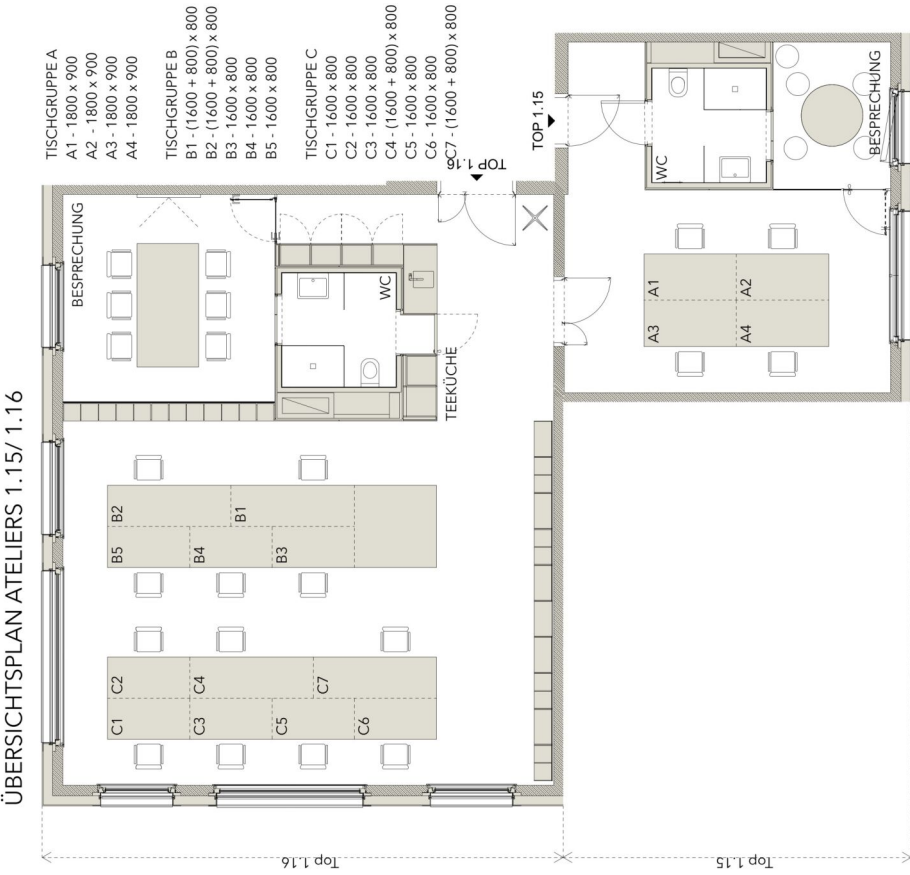 ÜBERSICHTSPLAN ATELIERS 1.15/ 1.16
TISCHGRUPPE A
A1 - 1800 x 900
A2 - 1800 x 900
A3 - 1800 x 900
A4 - 1800 x 900
TISCHGRUPPE B
B1 - (1600 + 800) x 800
B2 - (1600 + 800) x 800
B3 - 1600 x 800
B4 - 1600 x 800
B5 - 1600 x 800
TISCHGRUPPE C
C1 - 1600 x 800
C2 - 1600 x 800
C3 - 1600 x 800
C4 - (1600 + 800) x 800
C5 - 1600 x 800
C6 - 1600 x 800
C7 - (1600 + 800) x 800
BESPRECHUNG
WC
TEEKÜCHE
TOP 1.16
TOP 1.15
WC
BESPRECHUNG
B2
B1
B5
B4
B3
C2
C4
C7
C1
C3
C5
C6
A3
A1
A4
A2
Top 1.16
Top 1.15